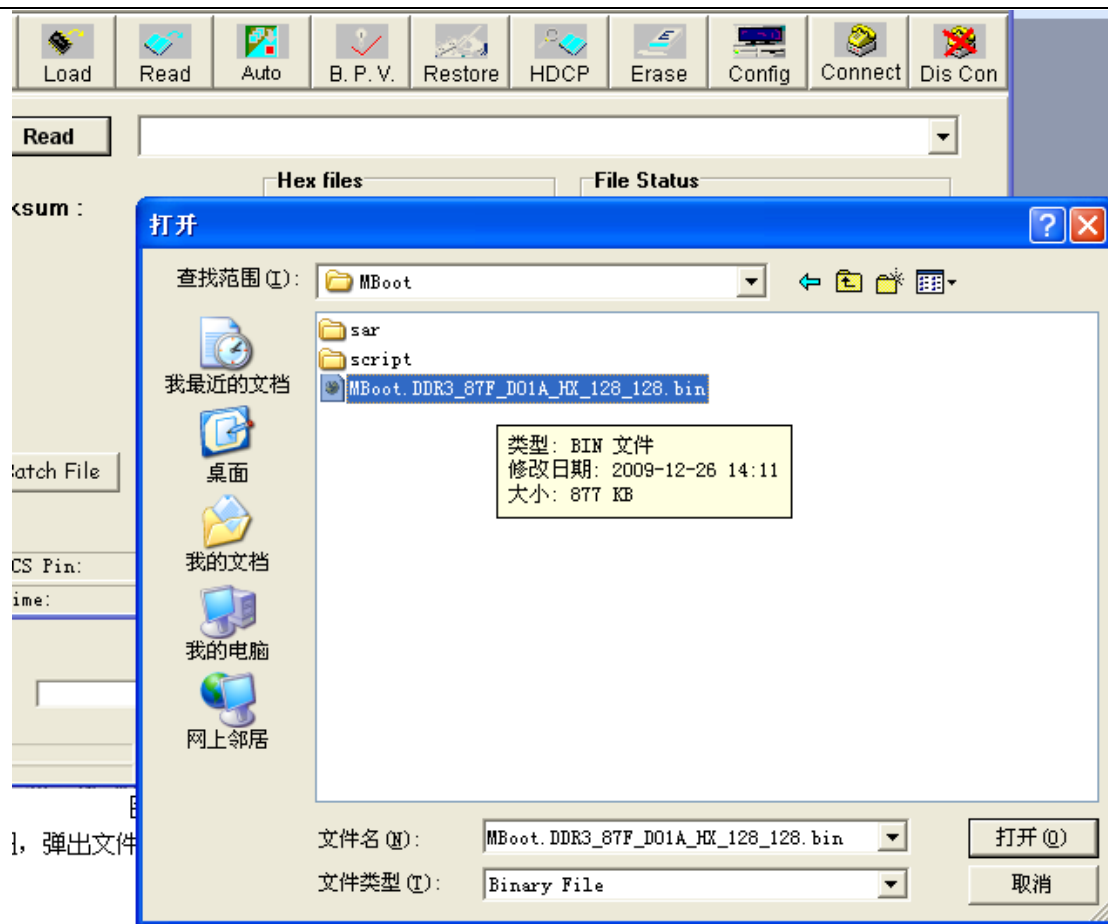 Load Read Auto B. P. V. Restore HDCP Erase Config Connect Dis Con
Read
Hex files File Status
ksum :
打开
查找范围(I): MBoot
sar
script
MBoot.DDR3_87F_D01A_HX_128_128.bin
类型: BIN 文件
修改日期: 2009-12-26 14:11
大小: 877 KB
我最近的文档
桌面
我的文档
我的电脑
网上邻居
atch File
CS Pin:
ime:
，弹出文件
文件名(N): MBoot.DDR3_87F_D01A_HX_128_128.bin 打开(O)
文件类型(T): Binary File 取消